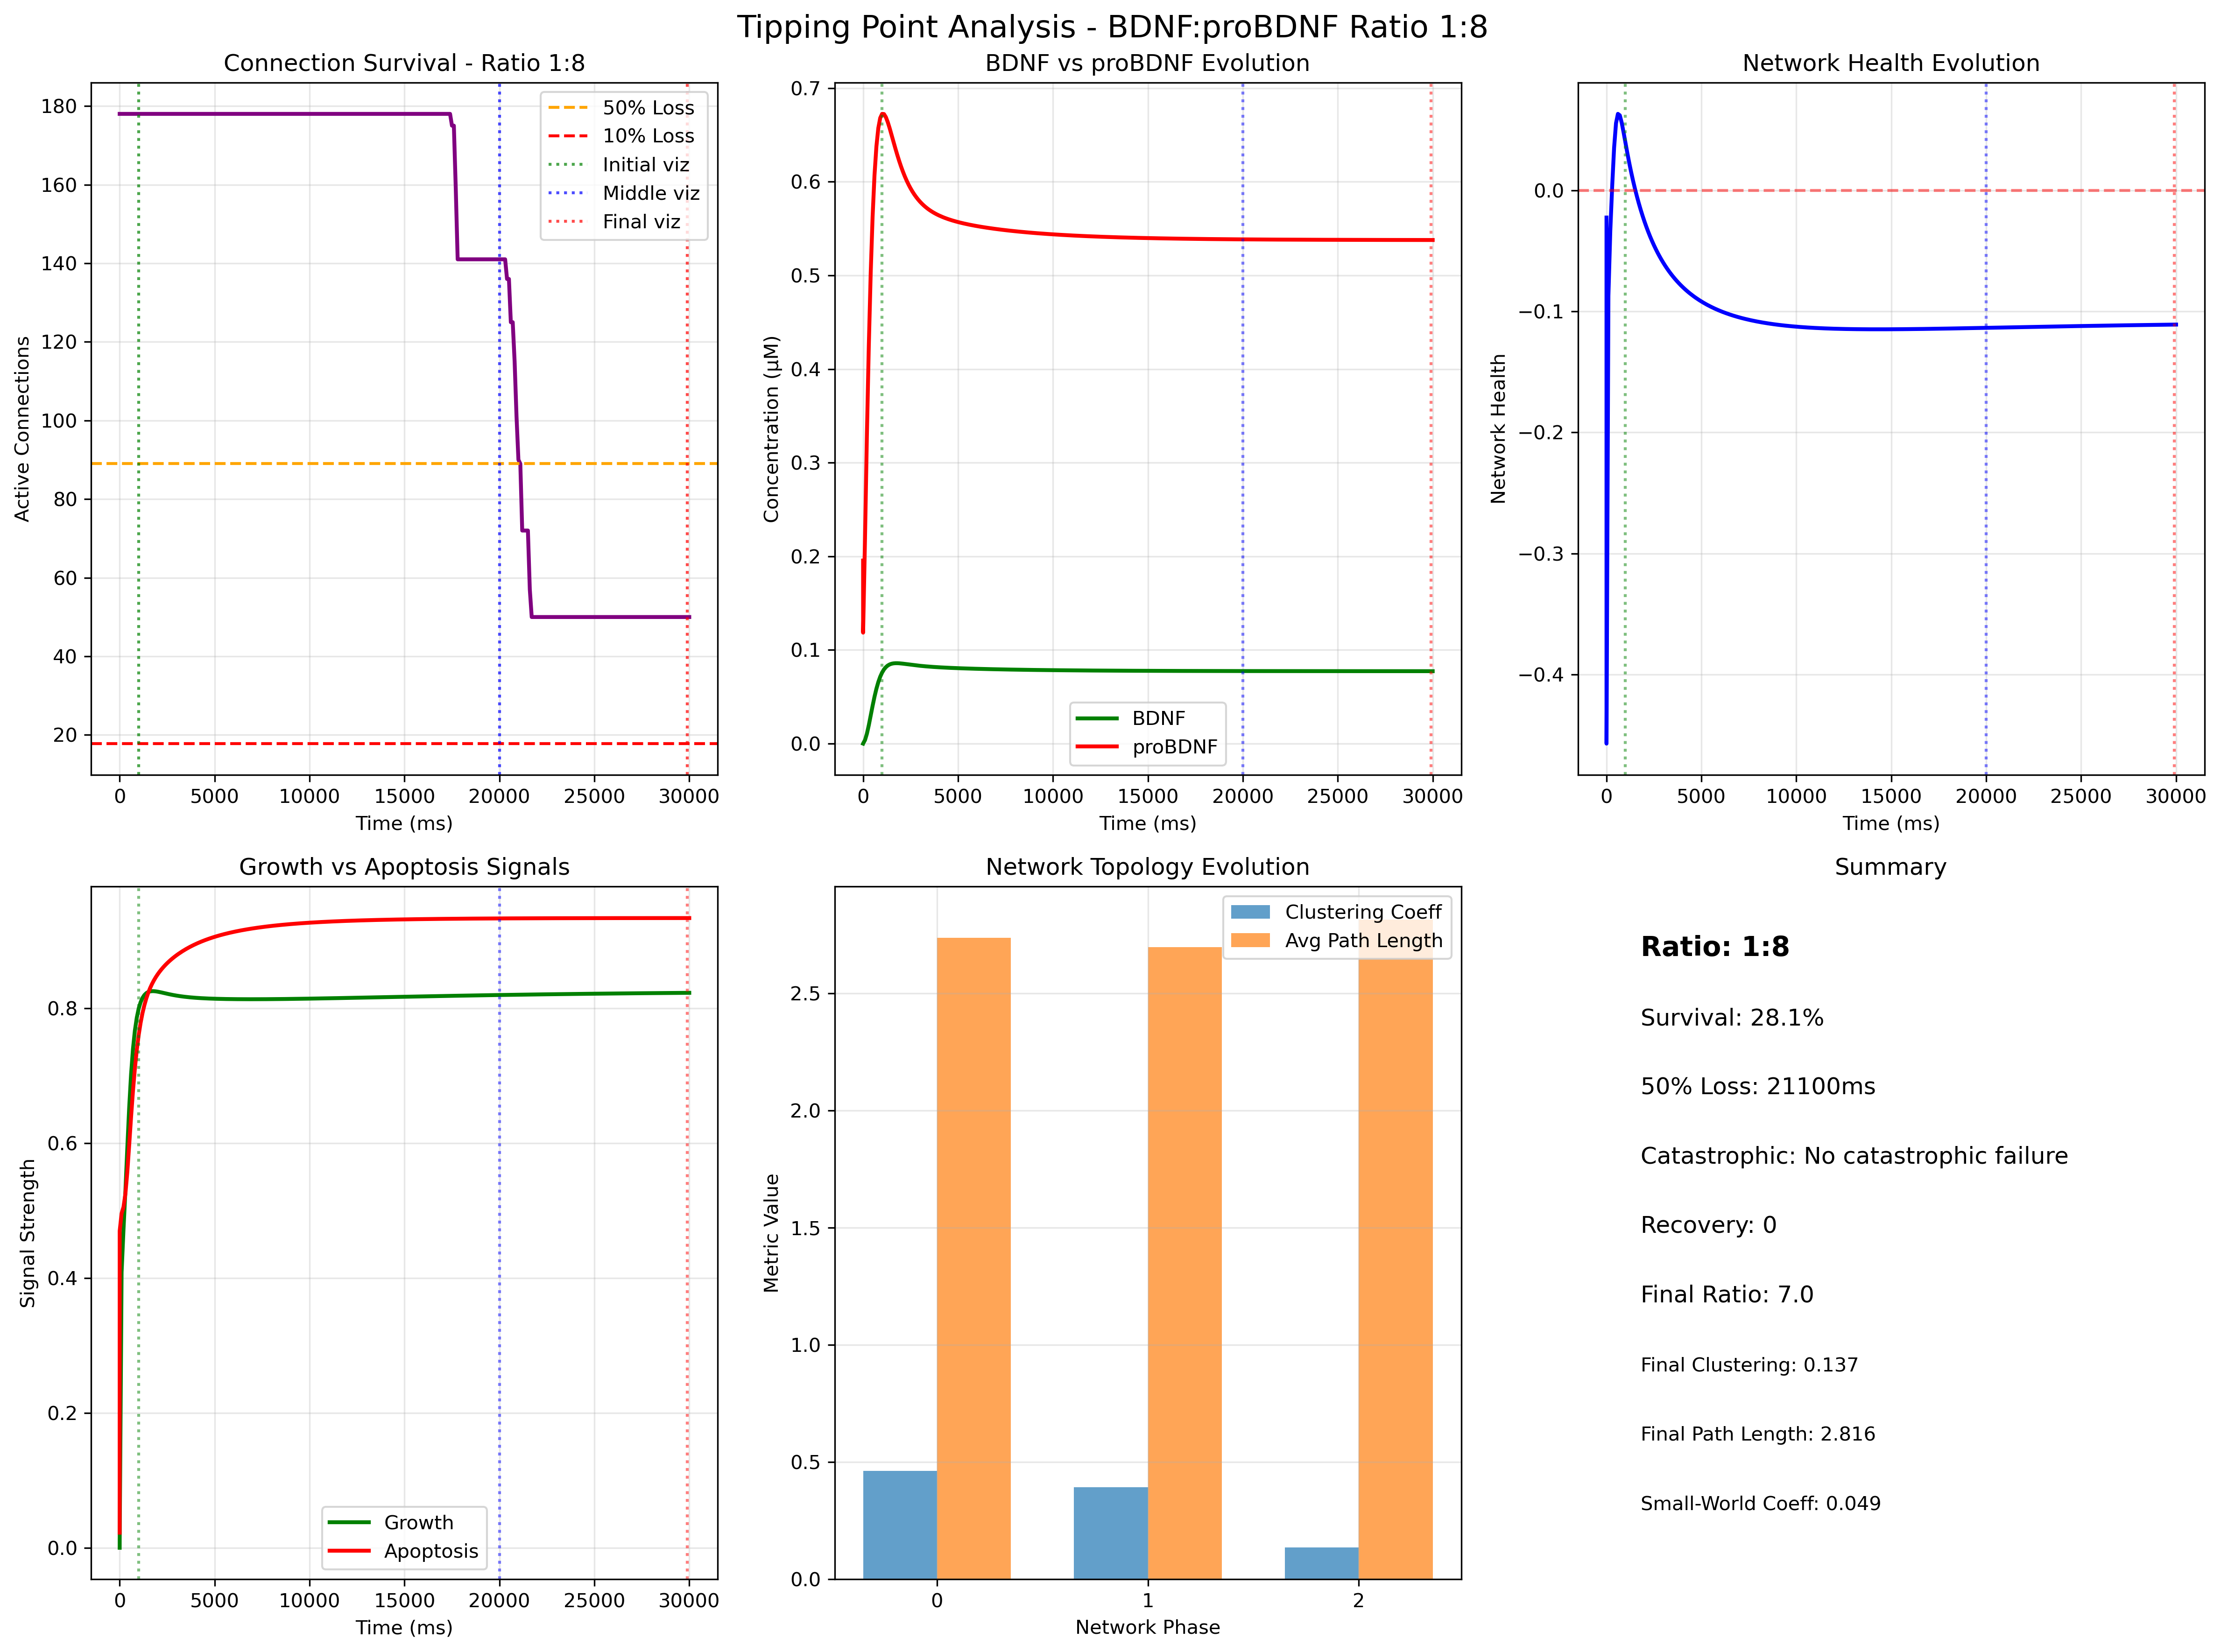 Tipping Point Analysis - BDNF:proBDNF Ratio 1:8
Connection Survival - Ratio 1:8
180
160
140
120
100
80
60
40
20
Active Connections
50% Loss
10% Loss
Initial viz
Middle viz
Final viz
0 5000 10000 15000 20000 25000 30000
Time (ms)
BDNF vs proBDNF Evolution
0.7
0.6
0.5
0.4
0.3
0.2
0.1
0.0
Concentration (μM)
BDNF
proBDNF
0 5000 10000 15000 20000 25000 30000
Time (ms)
Network Health Evolution
0.0
−0.1
−0.2
−0.3
−0.4
Network Health
0 5000 10000 15000 20000 25000 30000
Time (ms)
Growth vs Apoptosis Signals
0.8
0.6
0.4
0.2
0.0
Signal Strength
Growth
Apoptosis
0 5000 10000 15000 20000 25000 30000
Time (ms)
Network Topology Evolution
2.5
2.0
1.5
1.0
0.5
0.0
Metric Value
Clustering Coeff
Avg Path Length
0 1 2
Network Phase
Summary
Ratio: 1:8
Survival: 28.1%
50% Loss: 21100ms
Catastrophic: No catastrophic failure
Recovery: 0
Final Ratio: 7.0
Final Clustering: 0.137
Final Path Length: 2.816
Small-World Coeff: 0.049